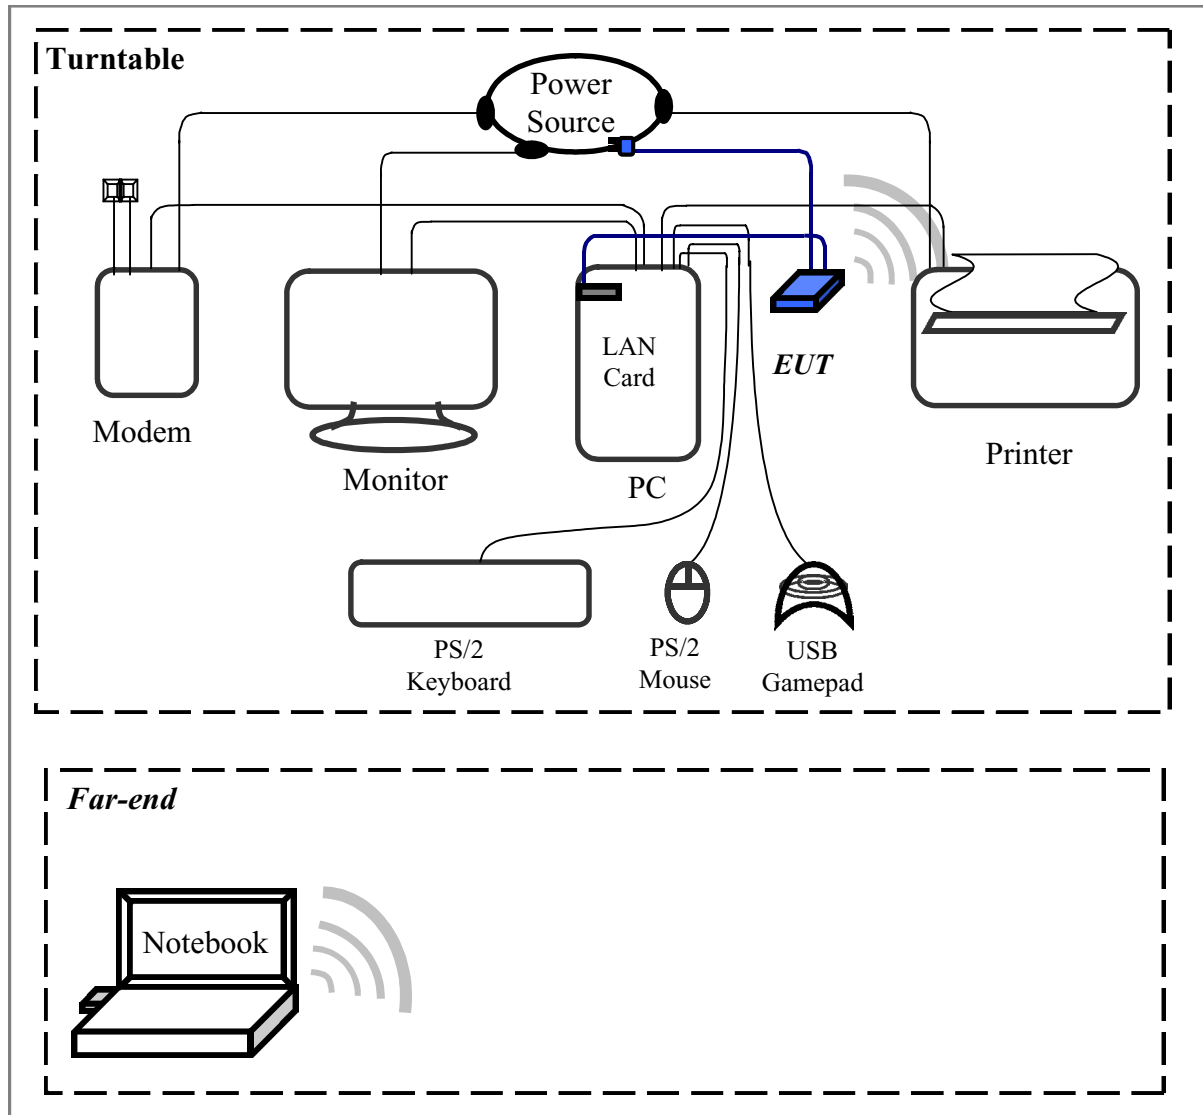 Turntable
Power
Source
LAN
Card
EUT
Modem
Monitor
PC
Printer
PS/2
Keyboard
PS/2
Mouse
USB
Gamepad
Far-end
Notebook